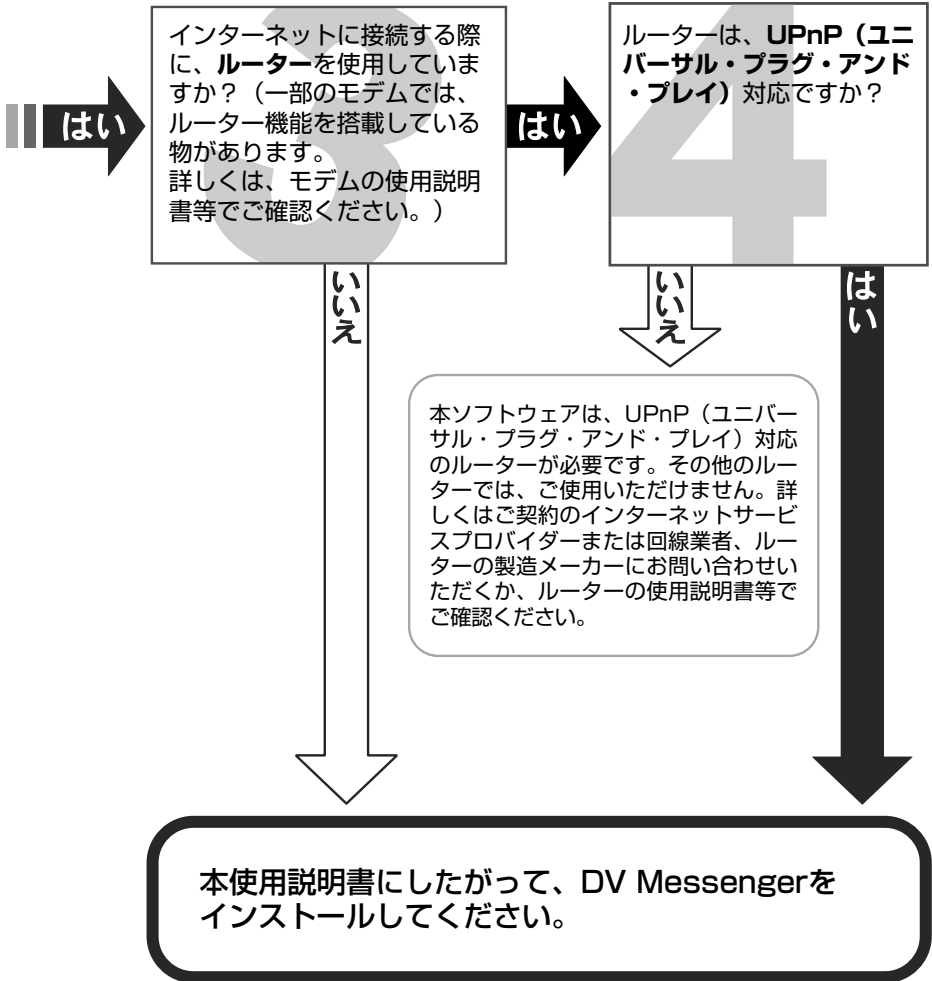 はい
3
インターネットに接続する際
に、ルーターを使用していま
すか？（一部のモデムでは、
ルーター機能を搭載している
物があります。
詳しくは、モデムの使用説明
書等でご確認ください。）
はい
4
ルーターは、UPnP（ユニ
バーサル・プラグ・アンド
・プレイ）対応ですか？
いいえ
いいえ
はい
本ソフトウェアは、UPnP（ユニバー
サル・プラグ・アンド・プレイ）対応
のルーターが必要です。その他のルー
ターでは、ご使用いただけません。詳
しくはご契約のインターネットサービ
スプロバイダーまたは回線業者、ルー
ターの製造メーカーにお問い合わせい
ただくか、ルーターの使用説明書等で
ご確認ください。
本使用説明書にしたがって、DV Messengerを
インストールしてください。